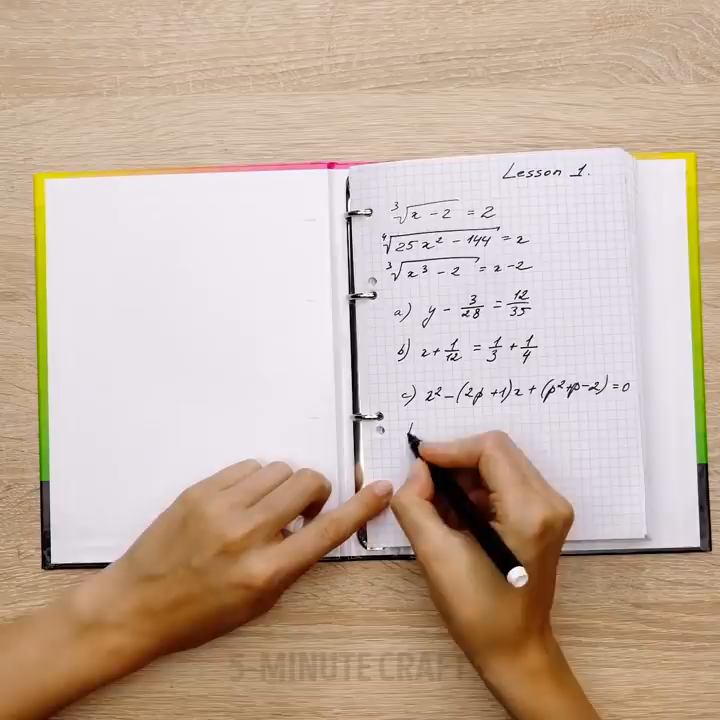 Lesson 1.
∛(x - 2) = 2
∜(25x² - 144) = x
∛(x³ - 2) = x - 2
a) y - 3/28 = 12/35
b) x + 1/12 = 1/3 + 1/4
c) x² - (2p + 1)x + (p² + p - 2) = 0
5-MINUTE CRAFT